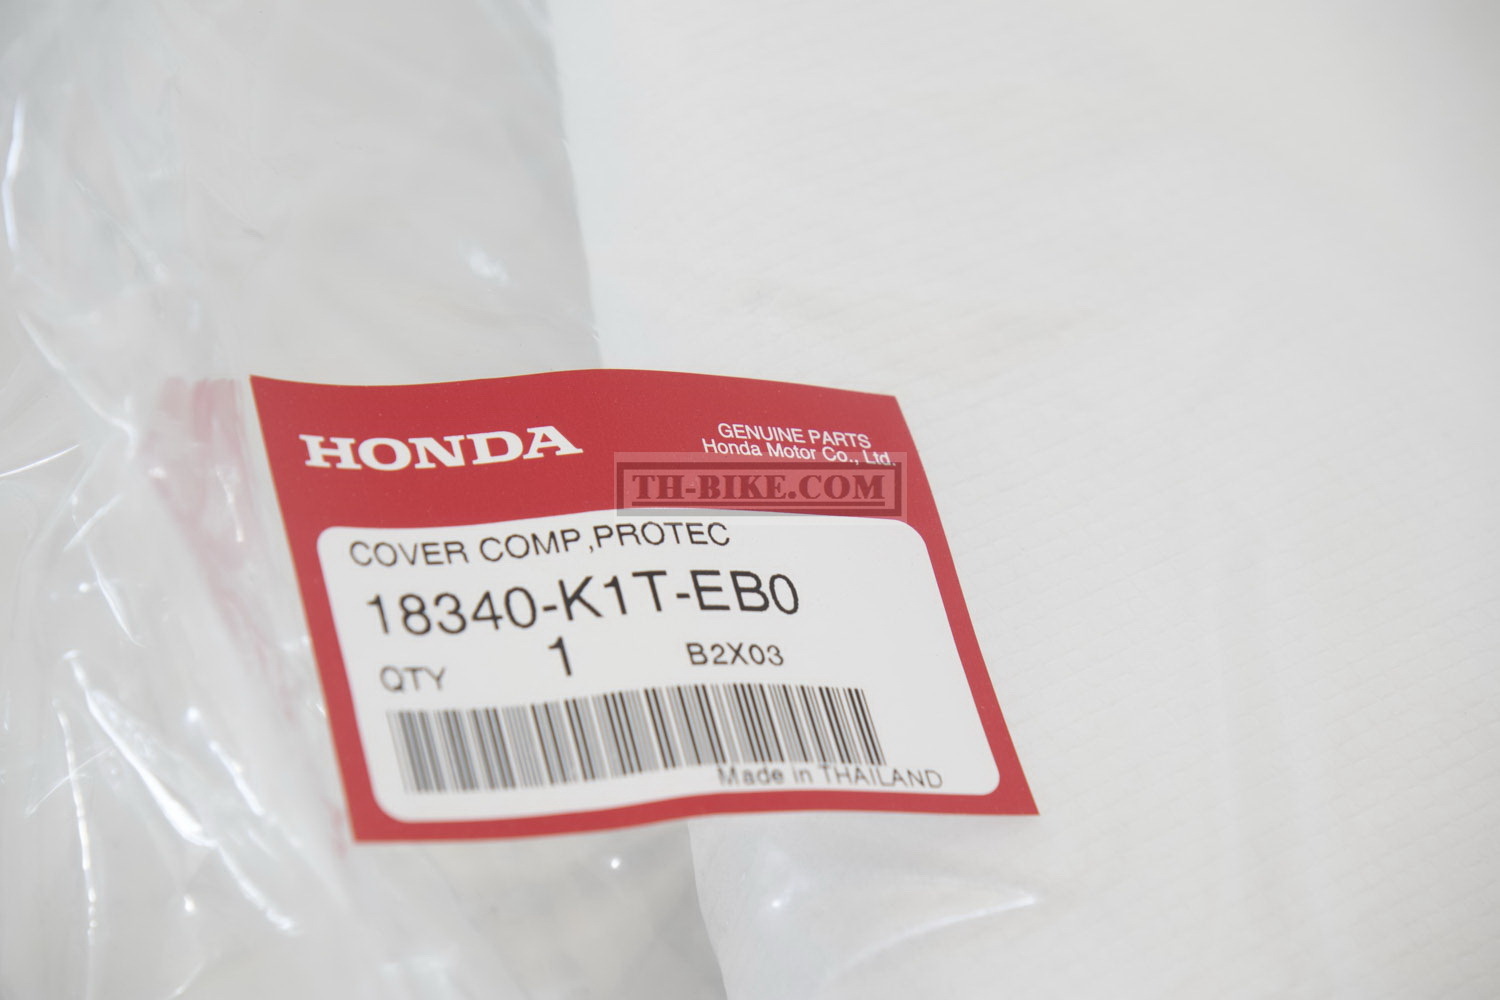 HONDA
GENUINE PARTS
Honda Motor Co., Ltd.
TH-BIKE.COM
COVER COMP,PROTEC
18340-K1T-EB0
QTY 1 B2X03
Made in THAILAND